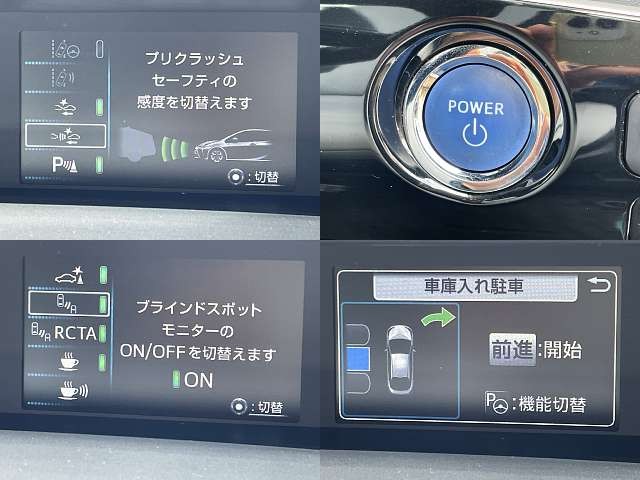 プリクラッシュ
セーフティの
感度を切替えます
P
:切替
POWER
ブラインドスポット
モニターの
ON/OFFを切替えます
A
A RCTA
ON
:切替
車庫入れ駐車
前進:開始
P:機能切替